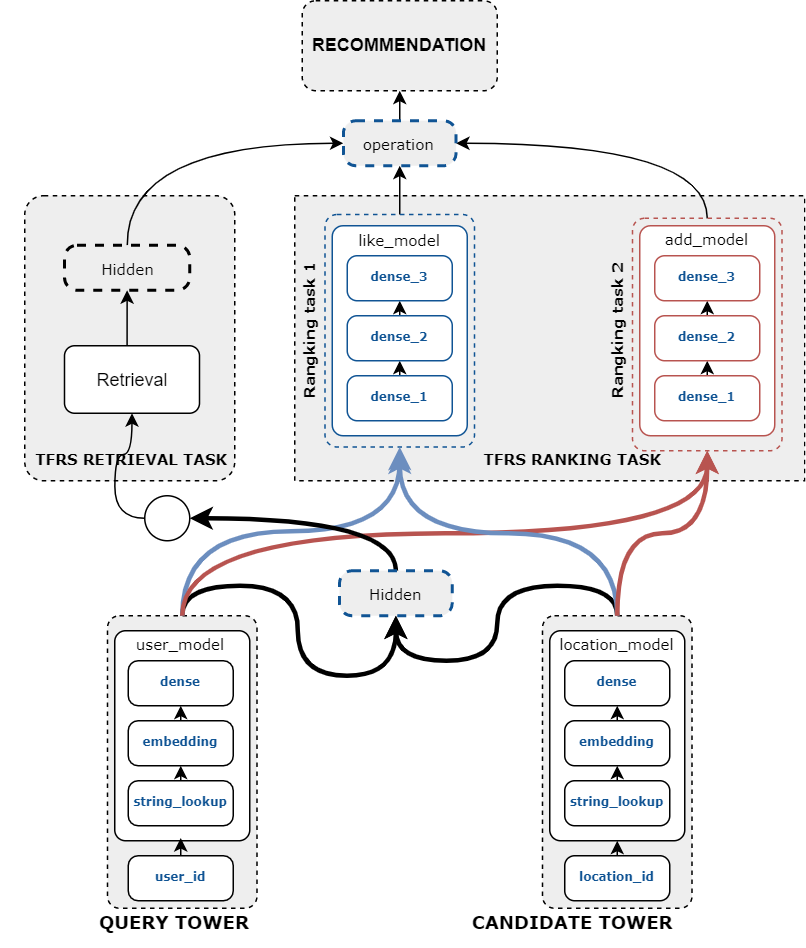 RECOMMENDATION
operation
Hidden
Retrieval
TFRS RETRIEVAL TASK
Rangking task 1
like_model
dense_3
dense_2
dense_1
Rangking task 2
add_model
dense_3
dense_2
dense_1
TFRS RANKING TASK
Hidden
user_model
dense
embedding
string_lookup
user_id
QUERY TOWER
location_model
dense
embedding
string_lookup
location_id
CANDIDATE TOWER